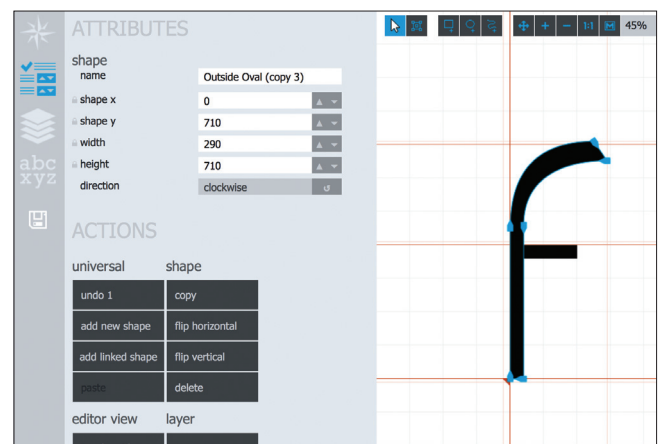 ATTRIBUTES
1:1 M 45%
shape
name Outside Oval (copy 3)
shape x 0
shape y 710
width 290
height 710
direction clockwise
abc
xyz
ACTIONS
universal shape
undo 1 copy
add new shape flip horizontal
add linked shape flip vertical
paste delete
editor view layer